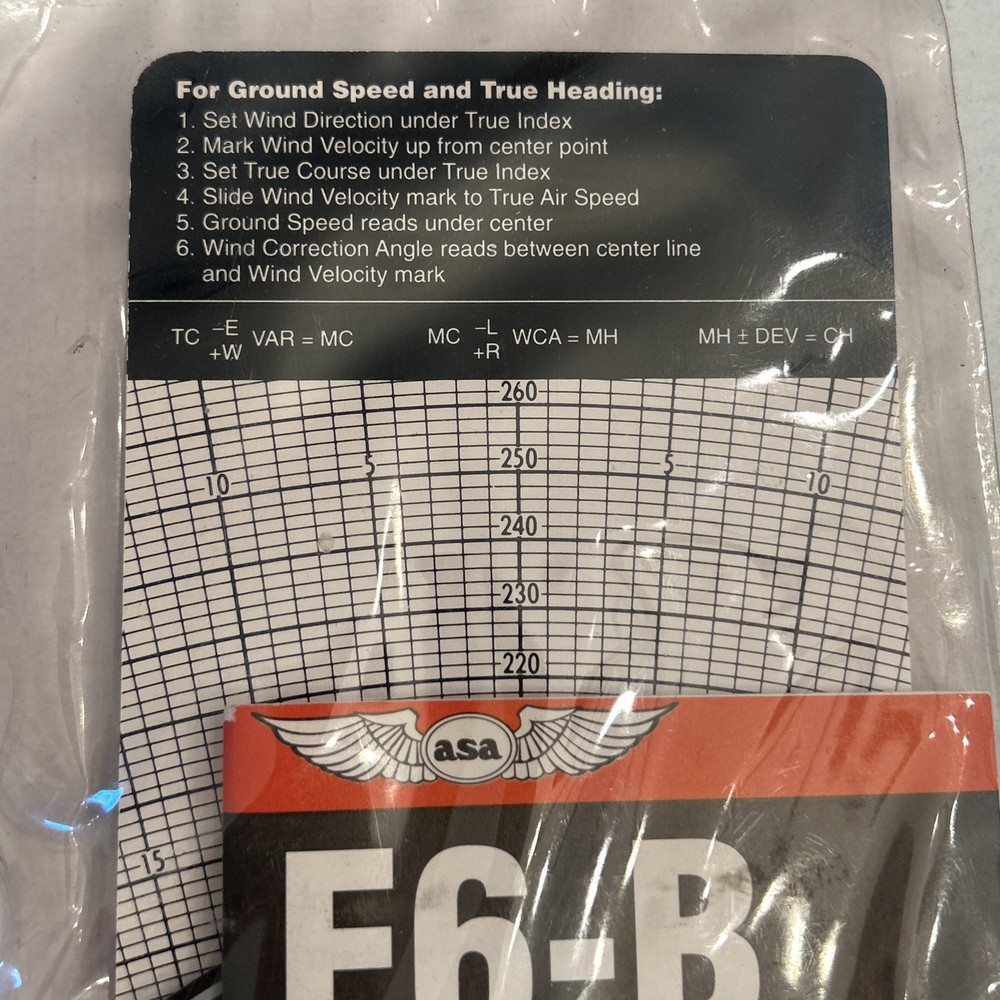 For Ground Speed and True Heading:
1. Set Wind Direction under True Index
2. Mark Wind Velocity up from center point
3. Set True Course under True Index
4. Slide Wind Velocity mark to True Air Speed
5. Ground Speed reads under center
6. Wind Correction Angle reads between center line
and Wind Velocity mark
TC –E +W VAR = MC
MC –L +R WCA = MH
MH ± DEV = CH
260
10 5 250 5 10
240
230
220
asa
15
E6-B